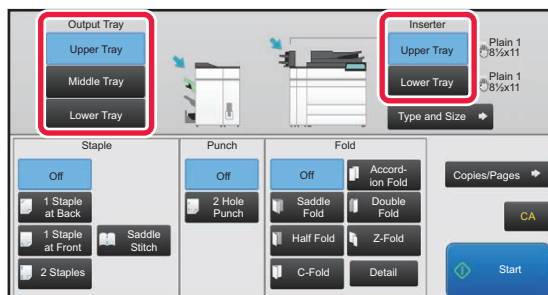 Output Tray
Upper Tray
Middle Tray
Lower Tray
Inserter
Upper Tray
Plain 1
8½x11
Lower Tray
Plain 1
8½x11
Type and Size
Staple
Off
1 Staple
at Back
1 Staple
at Front
Saddle
Stitch
2 Staples
Punch
Off
2 Hole
Punch
Fold
Off
Accord-
ion Fold
Saddle
Fold
Double
Fold
Half Fold
Z-Fold
C-Fold
Detail
Copies/Pages
CA
Start